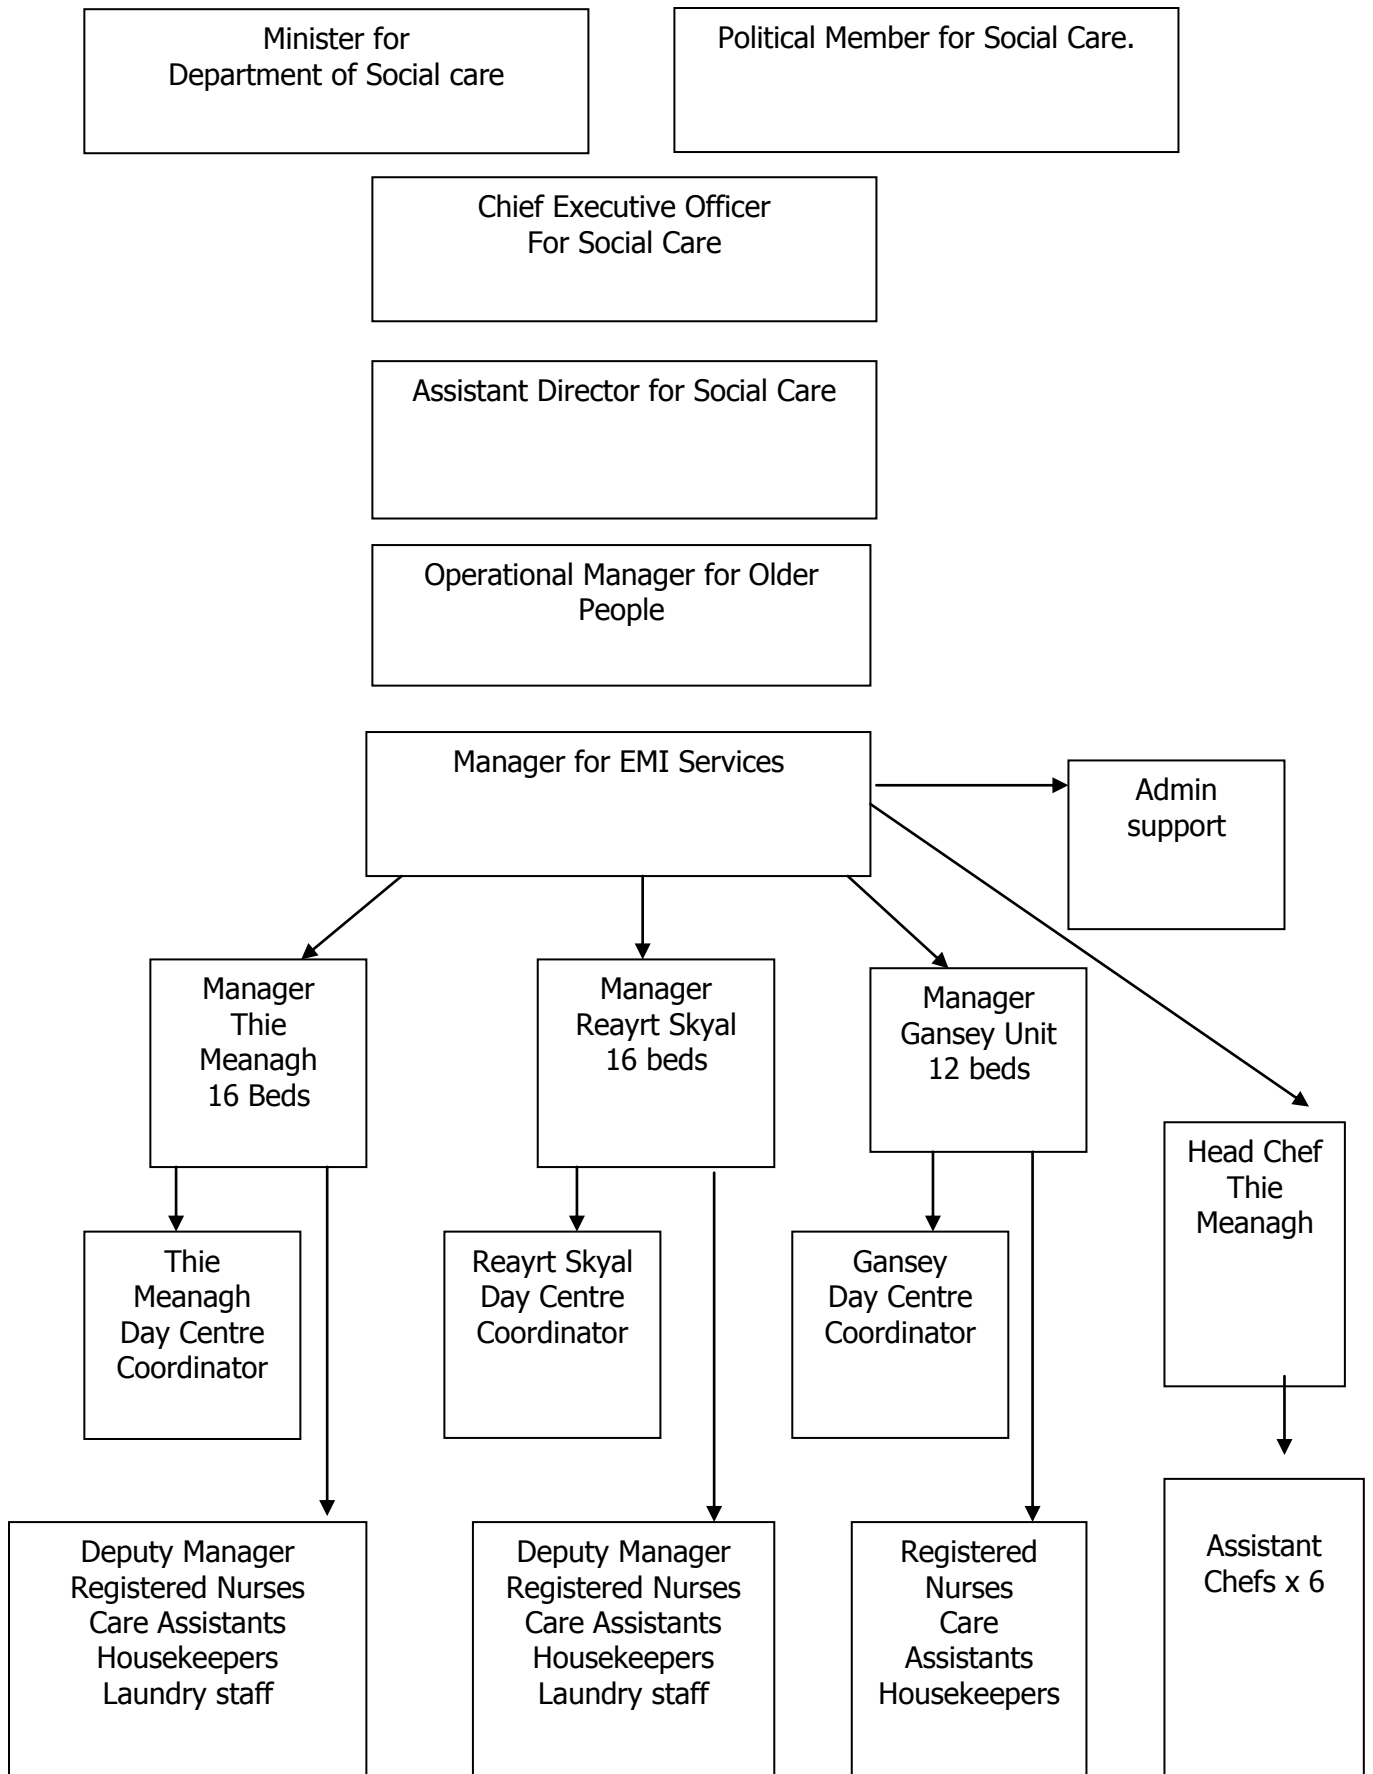 Minister for
Department of Social care
Political Member for Social Care.
Chief Executive Officer
For Social Care
Assistant Director for Social Care
Operational Manager for Older
People
Manager for EMI Services
Admin
support
Manager
Thie
Meanagh
16 Beds
Manager
Reayrt Skyal
16 beds
Manager
Gansey Unit
12 beds
Head Chef
Thie
Meanagh
Thie
Meanagh
Day Centre
Coordinator
Reayrt Skyal
Day Centre
Coordinator
Gansey
Day Centre
Coordinator
Deputy Manager
Registered Nurses
Care Assistants
Housekeepers
Laundry staff
Deputy Manager
Registered Nurses
Care Assistants
Housekeepers
Laundry staff
Registered
Nurses
Care
Assistants
Housekeepers
Assistant
Chefs x 6